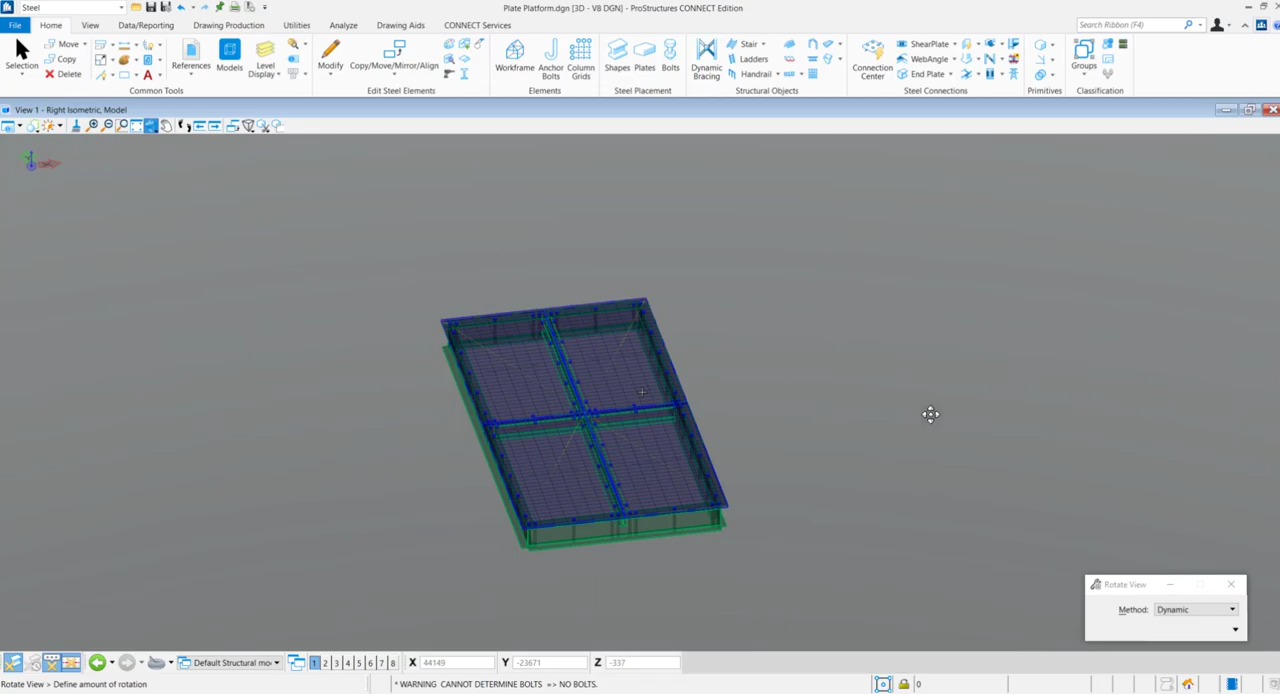 Steel
Plate Platform.dgn [3D - V8 DGN] - ProStructures CONNECT Edition
File
Home
View
Data/Reporting
Drawing Production
Utilities
Analyze
Drawing Aids
CONNECT Services
Search Ribbon (F4)
Selection
Move
Copy
Delete
References
Models
Level
Display
Modify
Copy/Move/Mirror/Align
Workframe
Anchor
Bolts
Column
Grids
Shapes
Plates
Bolts
Dynamic
Bracing
Stair
Ladders
Handrail
Connection
Center
ShearPlate
WebAngle
End Plate
Groups
Common Tools
Edit Steel Elements
Elements
Steel Placement
Structural Objects
Steel Connections
Primitives
Classification
View 1 - Right Isometric, Model
Rotate View
Method: Dynamic
Default Structural mo
1 2 3 4 5 6 7 8
X 44149
Y -23671
Z -337
Rotate View > Define amount of rotation
* WARNING CANNOT DETERMINE BOLTS => NO BOLTS.
0